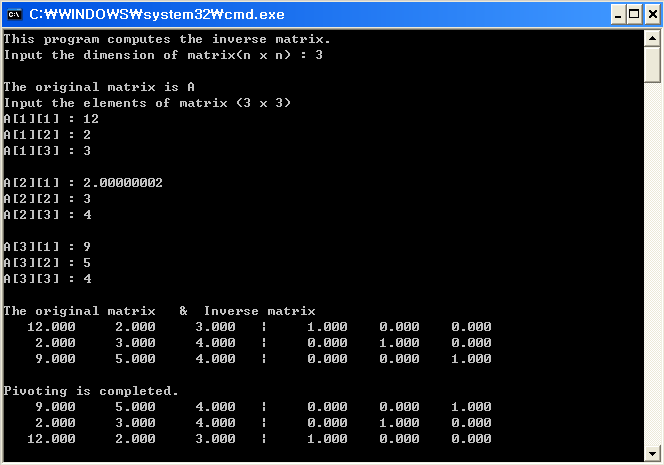 C:₩WINDOWS₩system32₩cmd.exe
This program computes the inverse matrix.
Input the dimension of matrix(n x n) : 3
The original matrix is A
Input the elements of matrix (3 x 3)
A[1][1] : 12
A[1][2] : 2
A[1][3] : 3
A[2][1] : 2.00000002
A[2][2] : 3
A[2][3] : 4
A[3][1] : 9
A[3][2] : 5
A[3][3] : 4
The original matrix & Inverse matrix
12.000 2.000 3.000 ¦ 1.000 0.000 0.000
2.000 3.000 4.000 ¦ 0.000 1.000 0.000
9.000 5.000 4.000 ¦ 0.000 0.000 1.000
Pivoting is completed.
9.000 5.000 4.000 ¦ 0.000 0.000 1.000
2.000 3.000 4.000 ¦ 0.000 1.000 0.000
12.000 2.000 3.000 ¦ 1.000 0.000 0.000